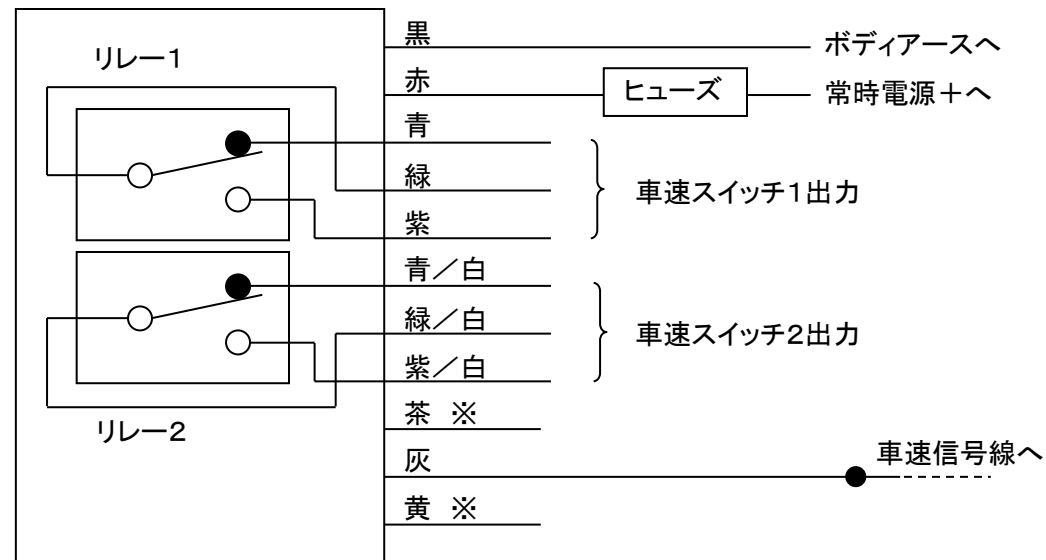 リレー1
黒
ボディアースへ
赤
ヒューズ
常時電源+へ
青
緑
紫
車速スイッチ1出力
青/白
緑/白
紫/白
車速スイッチ2出力
リレー2
茶 ※
灰
車速信号線へ
黄 ※